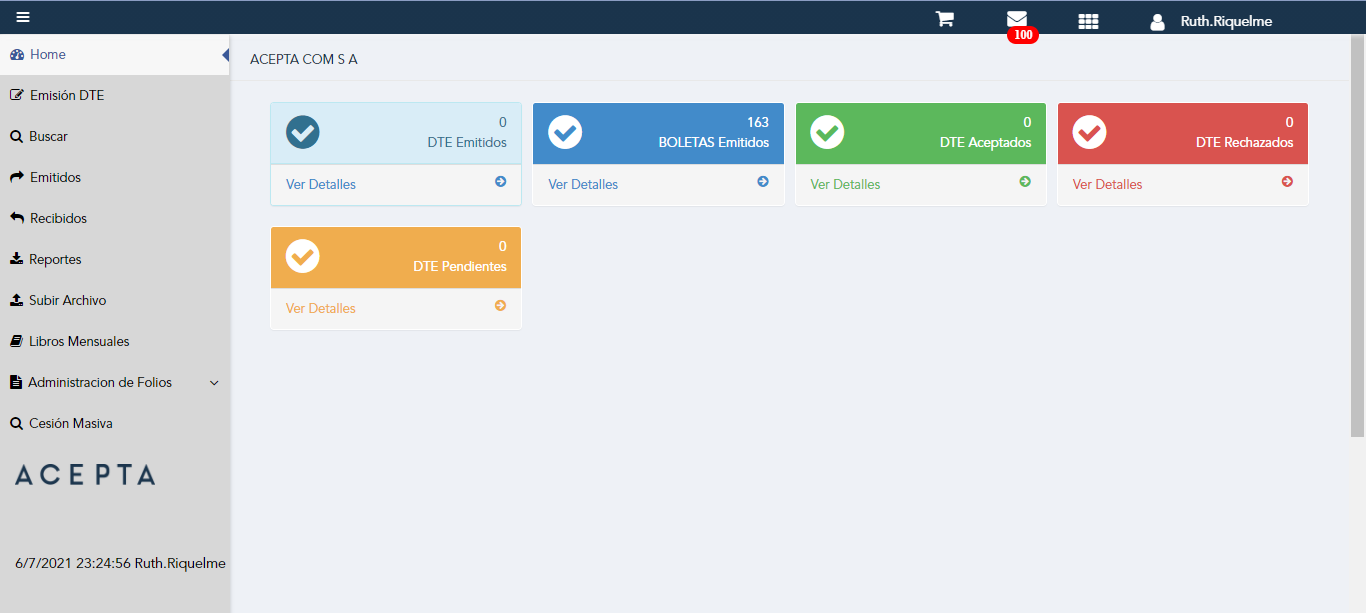 Ruth.Riquelme
100
Home
ACEPTA COM S A
Emisión DTE
Buscar
Emitidos
Recibidos
Reportes
Subir Archivo
Libros Mensuales
Administracion de Folios
Cesión Masiva
ACEPTA
6/7/2021 23:24:56 Ruth.Riquelme
0
DTE Emitidos
Ver Detalles
163
BOLETAS Emitidos
Ver Detalles
0
DTE Aceptados
Ver Detalles
0
DTE Rechazados
Ver Detalles
0
DTE Pendientes
Ver Detalles